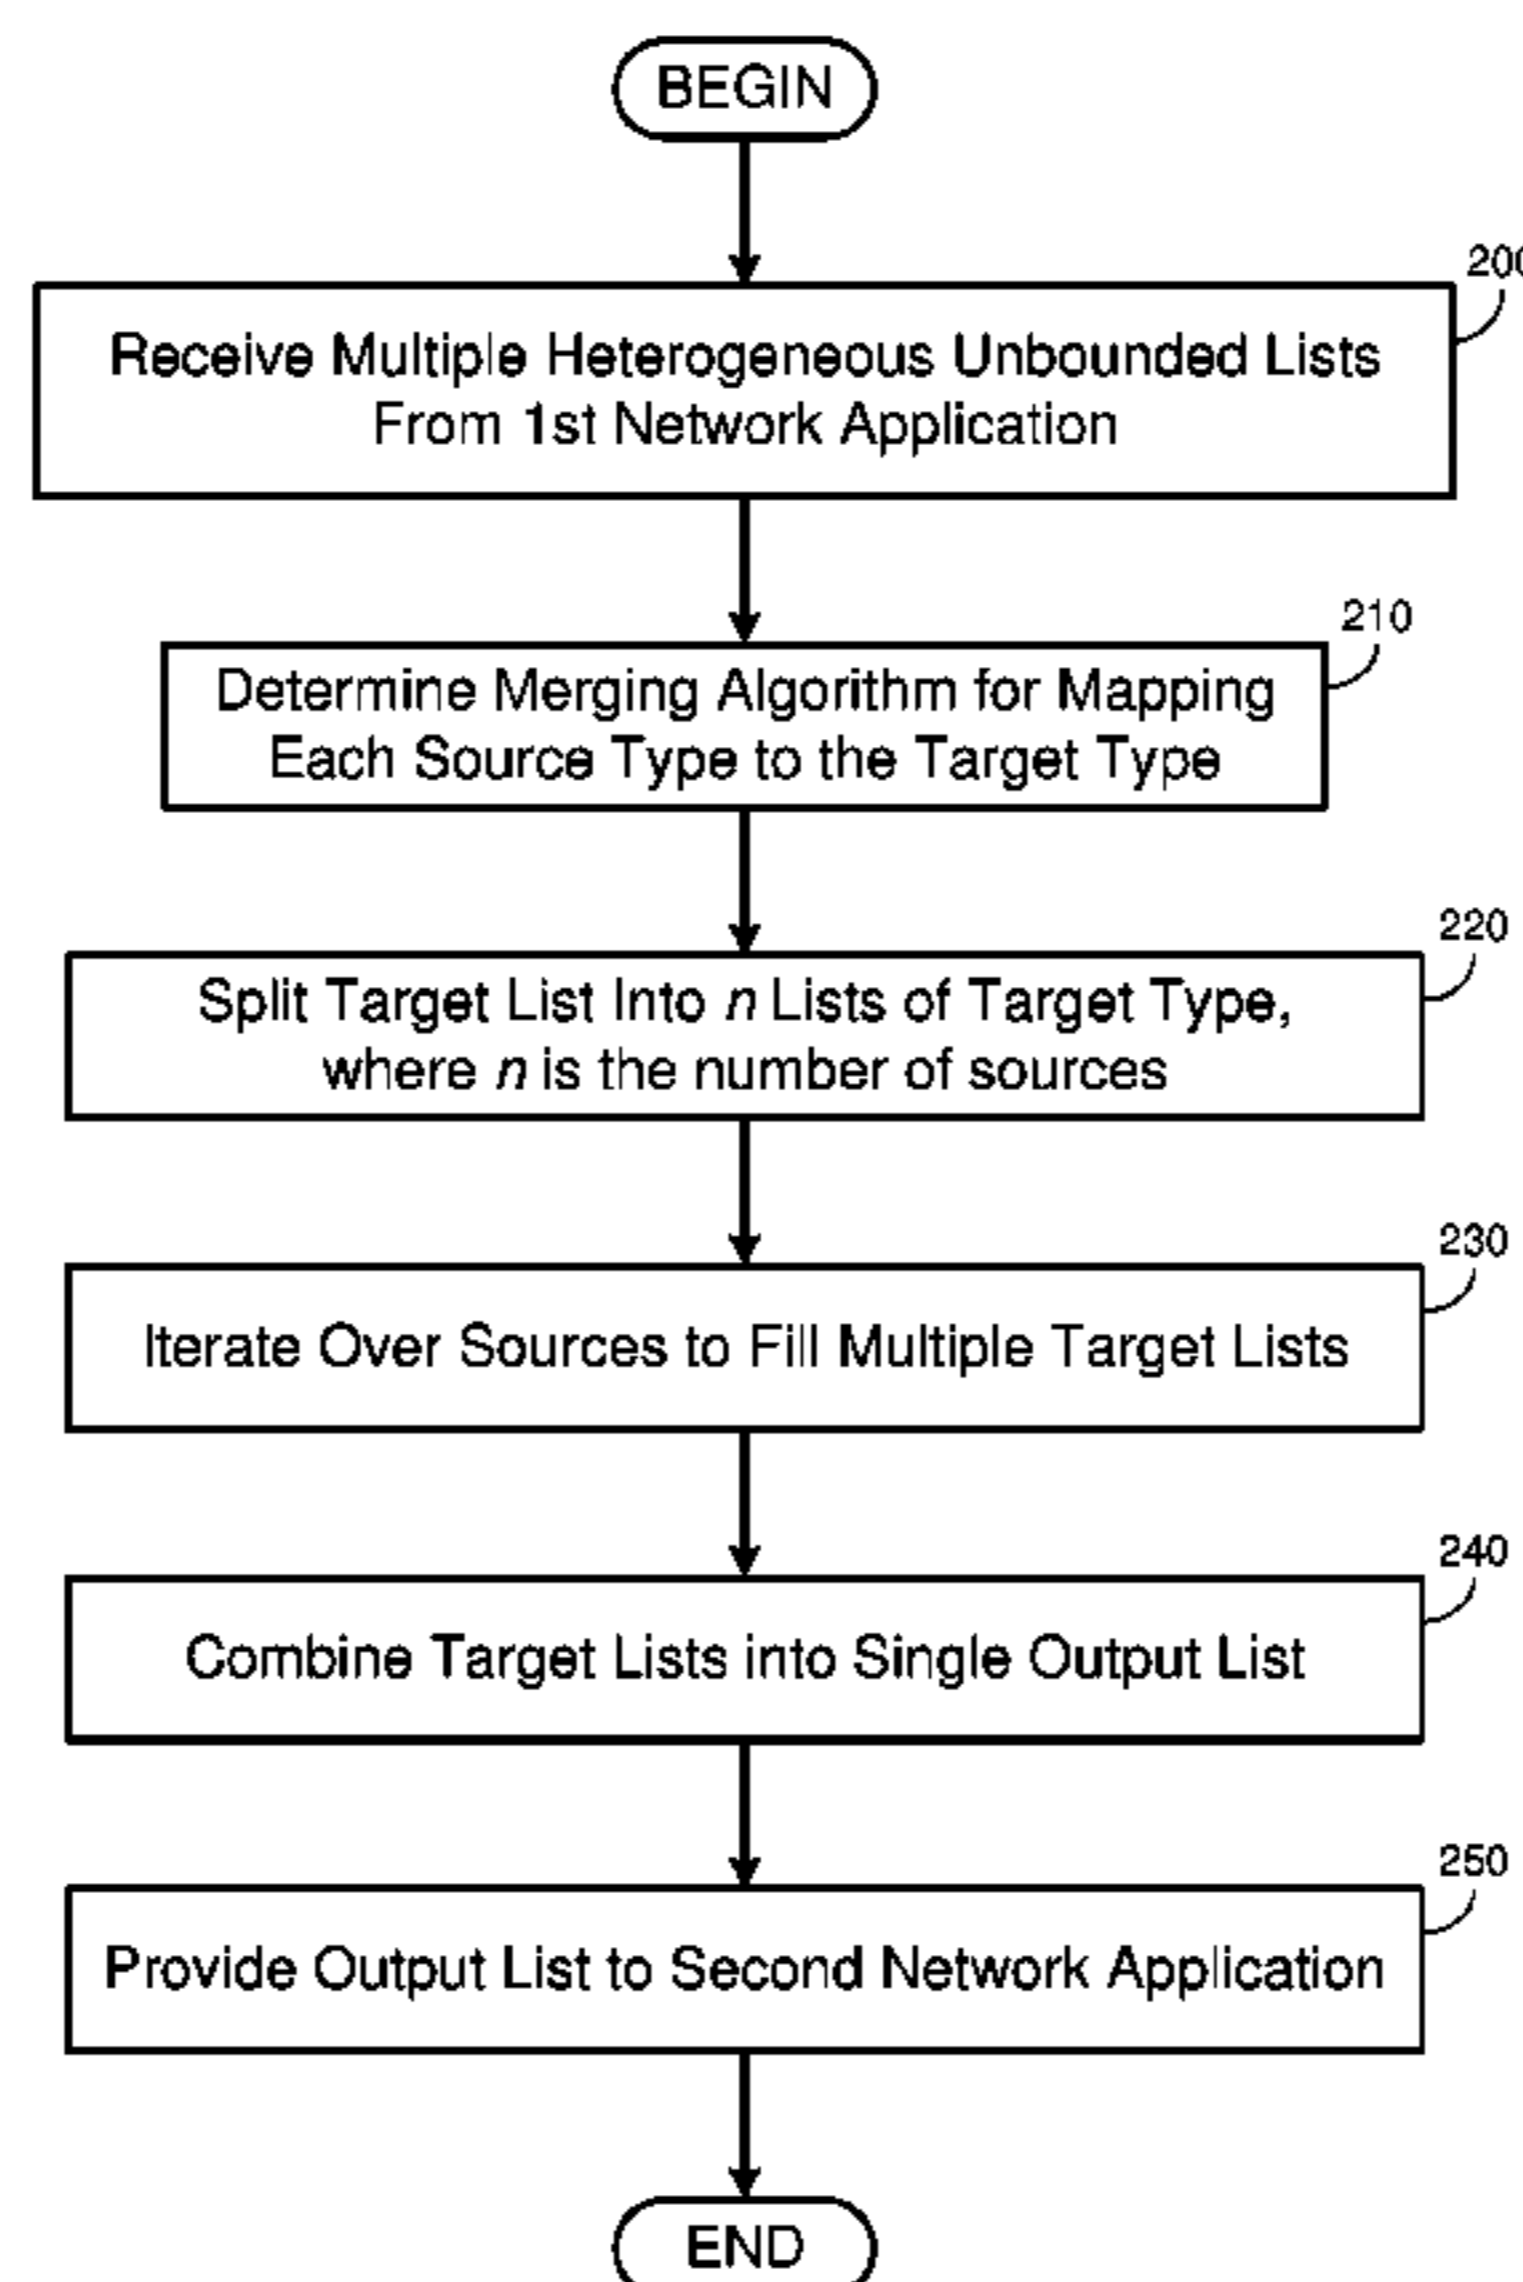 BEGIN
200
Receive Multiple Heterogeneous Unbounded Lists
From 1st Network Application
210
Determine Merging Algorithm for Mapping
Each Source Type to the Target Type
220
Split Target List Into n Lists of Target Type,
where n is the number of sources
230
Iterate Over Sources to Fill Multiple Target Lists
240
Combine Target Lists into Single Output List
250
Provide Output List to Second Network Application
END